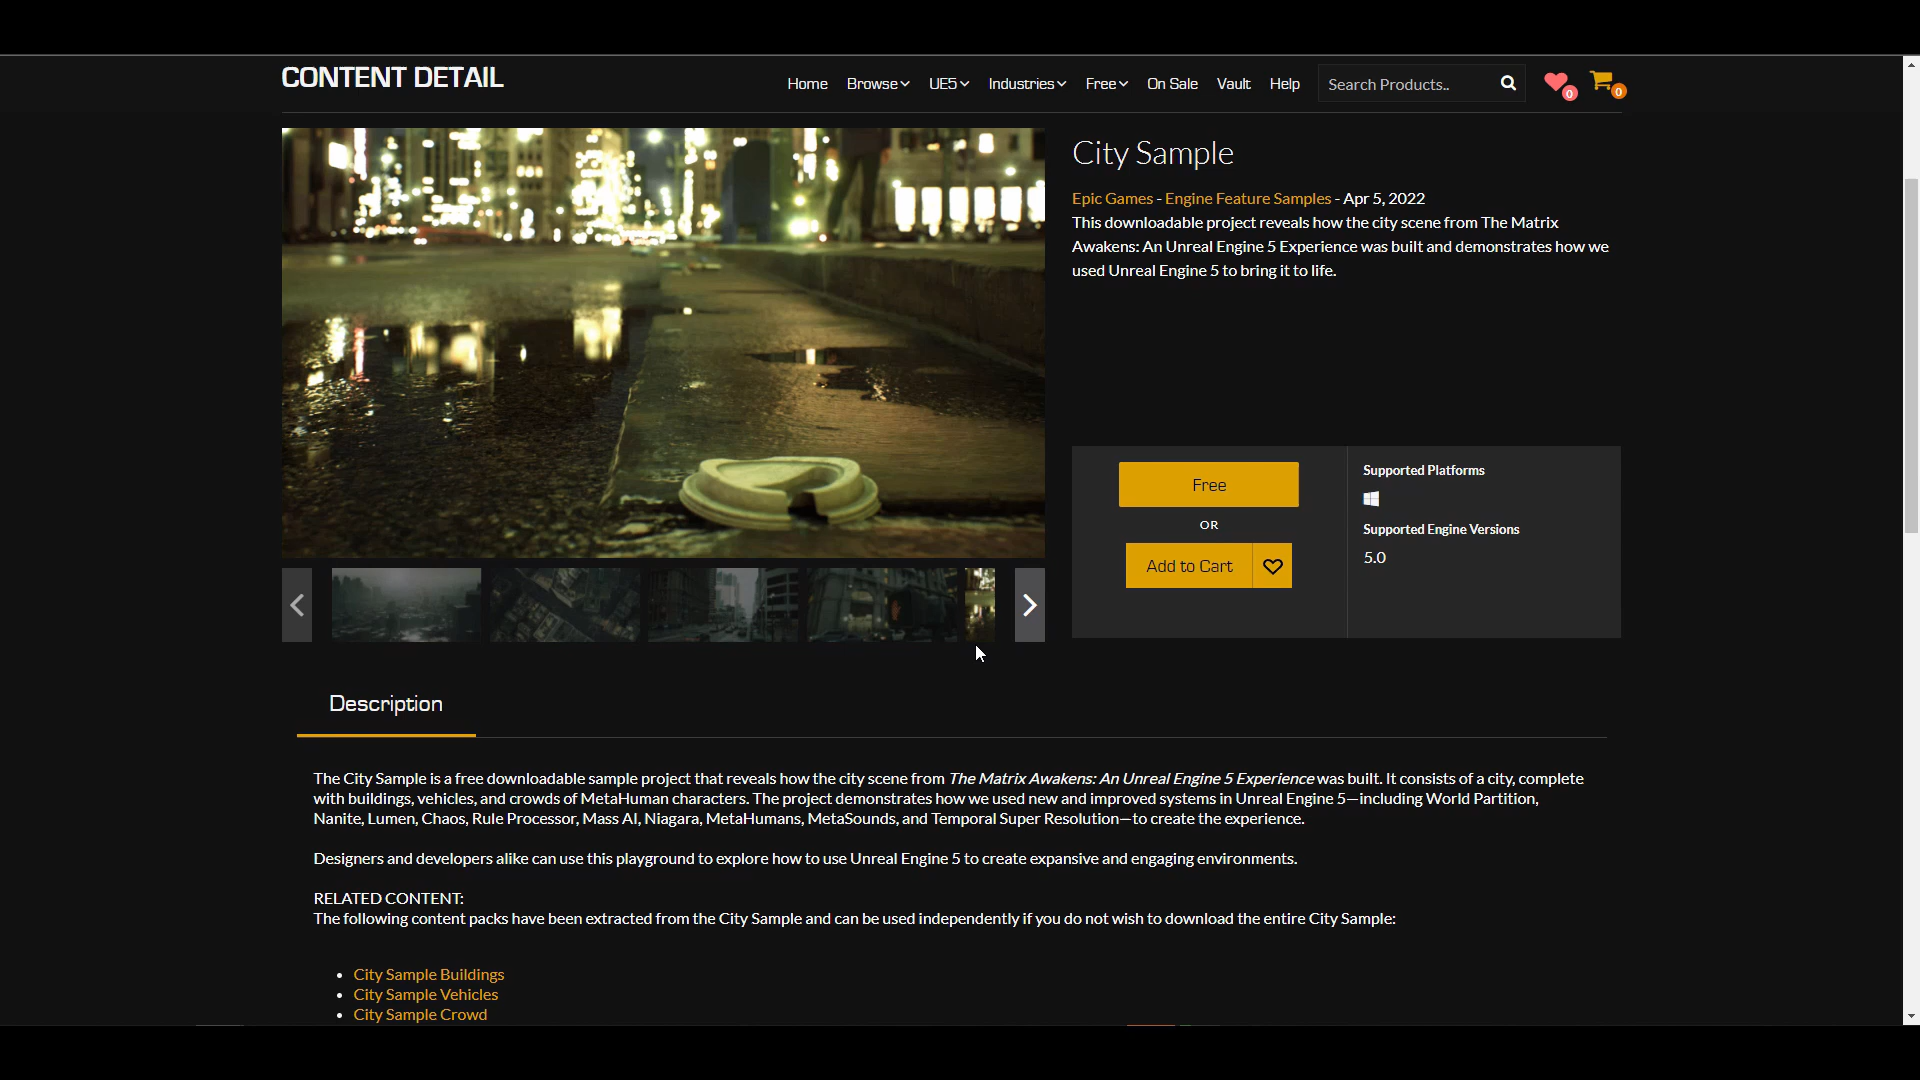 CONTENT DETAIL
Home Browse UE5 Industries Free On Sale Vault Help Search Products.. 0 0
City Sample
Epic Games - Engine Feature Samples - Apr 5, 2022
This downloadable project reveals how the city scene from The Matrix
Awakens: An Unreal Engine 5 Experience was built and demonstrates how we
used Unreal Engine 5 to bring it to life.
Free
OR
Add to Cart
Supported Platforms
Supported Engine Versions
5.0
Description
The City Sample is a free downloadable sample project that reveals how the city scene from The Matrix Awakens: An Unreal Engine 5 Experience was built. It consists of a city, complete
with buildings, vehicles, and crowds of MetaHuman characters. The project demonstrates how we used new and improved systems in Unreal Engine 5—including World Partition,
Nanite, Lumen, Chaos, Rule Processor, Mass AI, Niagara, MetaHumans, MetaSounds, and Temporal Super Resolution—to create the experience.
Designers and developers alike can use this playground to explore how to use Unreal Engine 5 to create expansive and engaging environments.
RELATED CONTENT:
The following content packs have been extracted from the City Sample and can be used independently if you do not wish to download the entire City Sample:
• City Sample Buildings
• City Sample Vehicles
• City Sample Crowd